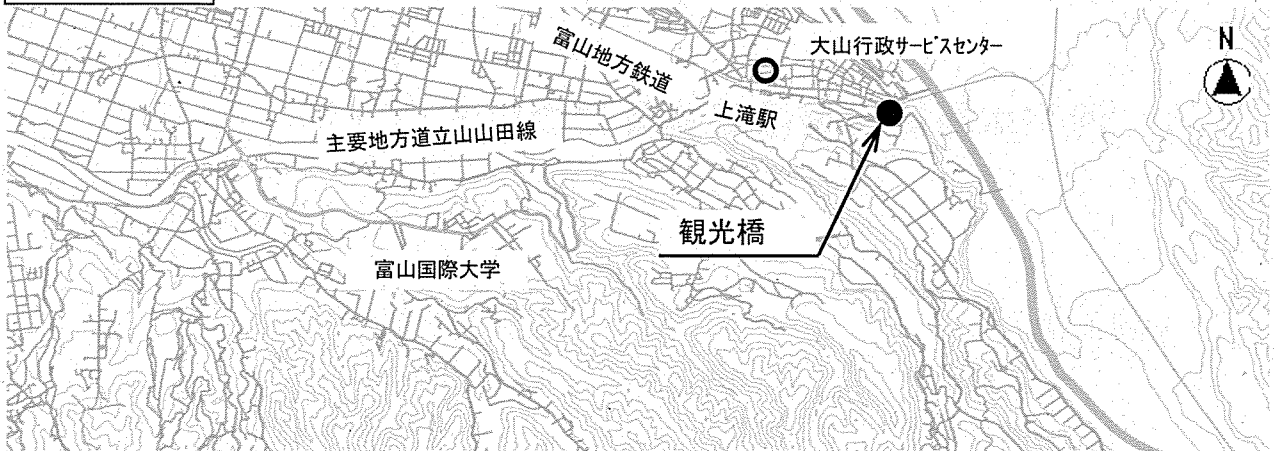 大山行政サービスセンター
N
富山地方鉄道
上滝駅
主要地方道立山山田線
観光橋
富山国際大学